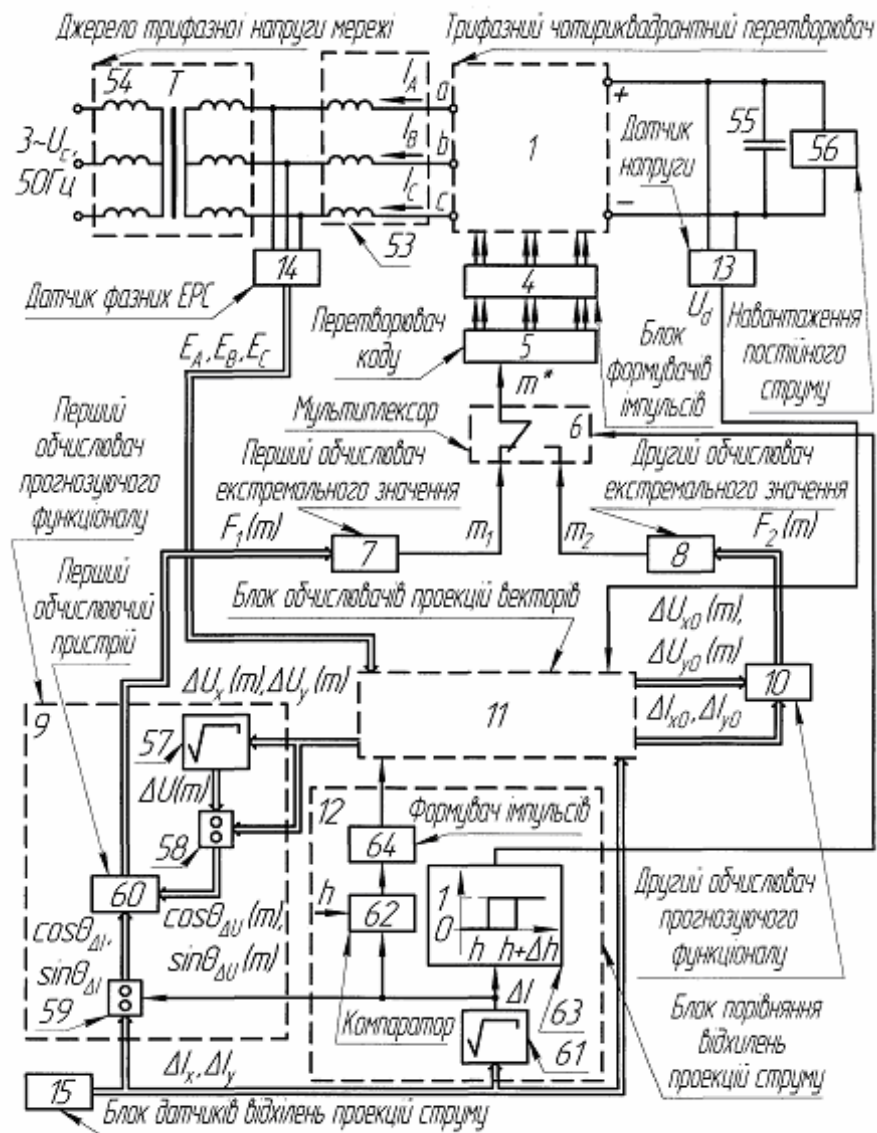 Джерело трифазної напруги мережі
Трифазний чотириквадрантний перетворювач
54
T
I_A
a
3~U_c,
50Гц
I_B
b
I_C
c
1
+
−
55
56
Датчик
напруги
53
14
Датчик фазних ЕРС
4
13
U_d
Перетворювач
коду
5
Блок
формувачів
імпульсів
Навантаження
постійного
струму
E_A, E_B, E_C
m*
Мультиплексор
6
Перший
обчислювач
прогнозуючого
функціоналу
Перший обчислювач
екстремального значення
Другий обчислювач
екстремального значення
F₁(m)
7
m₁
m₂
8
F₂(m)
Перший
обчислюючий
пристрій
Блок обчислювачів проекцій векторів
ΔU_x0(m),
ΔU_y0(m)
ΔU_x(m), ΔU_y(m)
11
10
ΔI_x0, ΔI_y0
9
57
√
ΔU(m)
58
12
Формувач імпульсів
64
60
h
62
1
0
h
h+Δh
cosθ_ΔI,
sinθ_ΔI
cosθ_ΔU(m),
sinθ_ΔU(m)
Другий обчислювач
прогнозуючого
функціоналу
59
Компаратор
ΔI
63
√
61
Блок порівняння
відхилень
проекцій струму
ΔI_x, ΔI_y
15
Блок датчиків відхілень проекцій струму